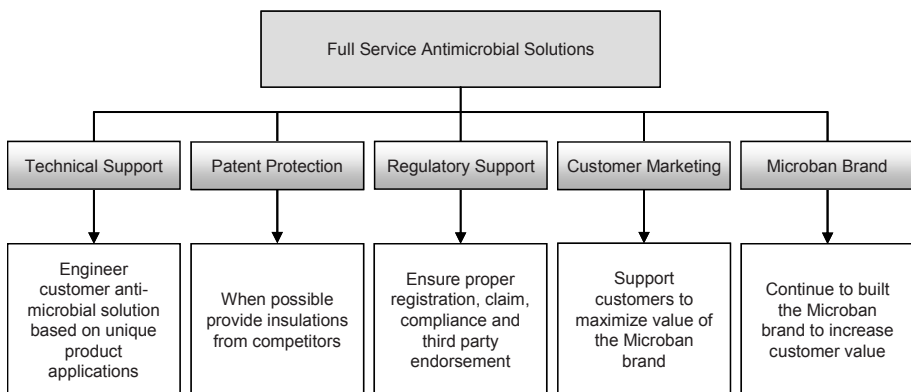 Full Service Antimicrobial Solutions
Technical Support
Patent Protection
Regulatory Support
Customer Marketing
Microban Brand
Engineer
customer anti-
microbial solution
based on unique
product
applications
When possible
provide insulations
from competitors
Ensure proper
registration, claim,
compliance and
third party
endorsement
Support
customers to
maximize value of
the Microban
brand
Continue to built
the Microban
brand to increase
customer value